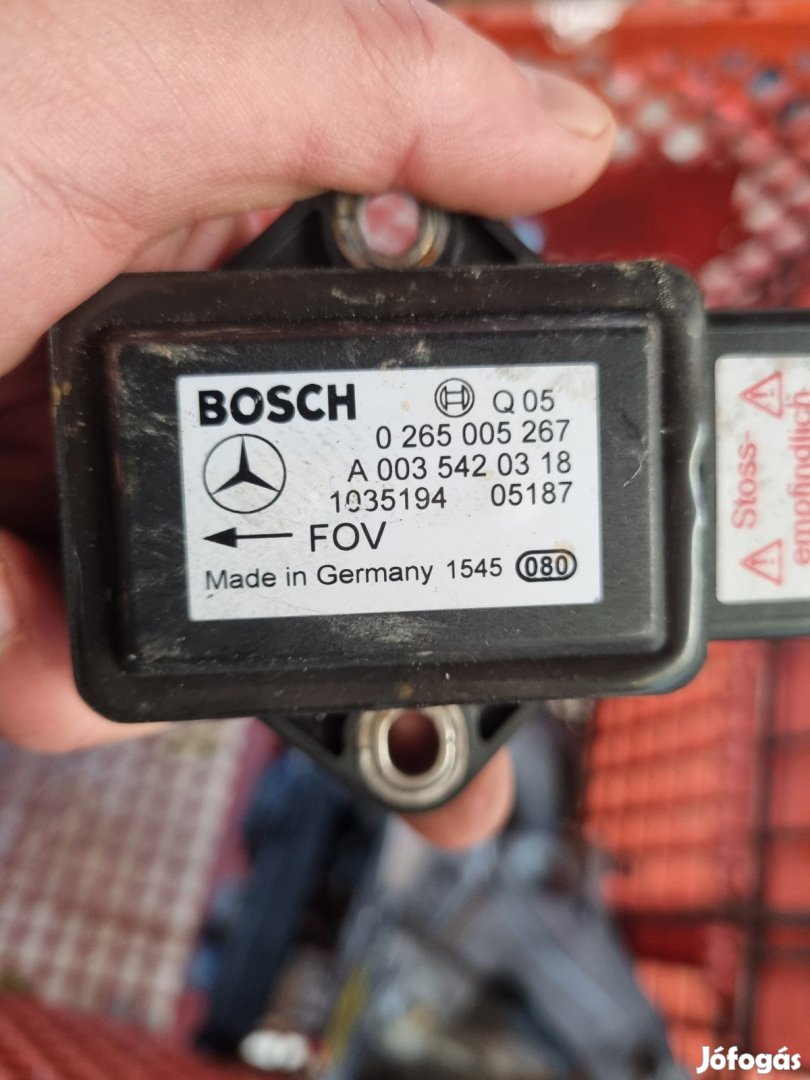 BOSCH
Q 05
0 265 005 267
A 003 542 03 18
1035194 05187
FOV
Made in Germany 1545 080
Stoss-
empfindlich
Jófogás